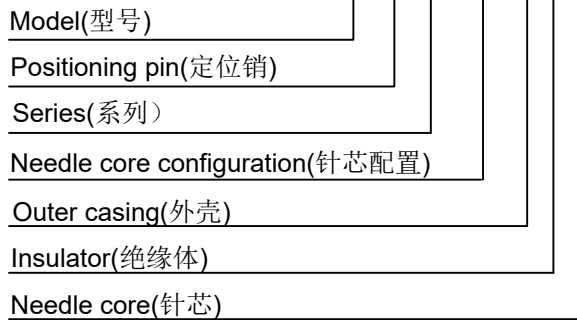 Model(型号)
Positioning pin(定位销)
Series(系列）
Needle core configuration(针芯配置)
Outer casing(外壳)
Insulator(绝缘体)
Needle core(针芯)